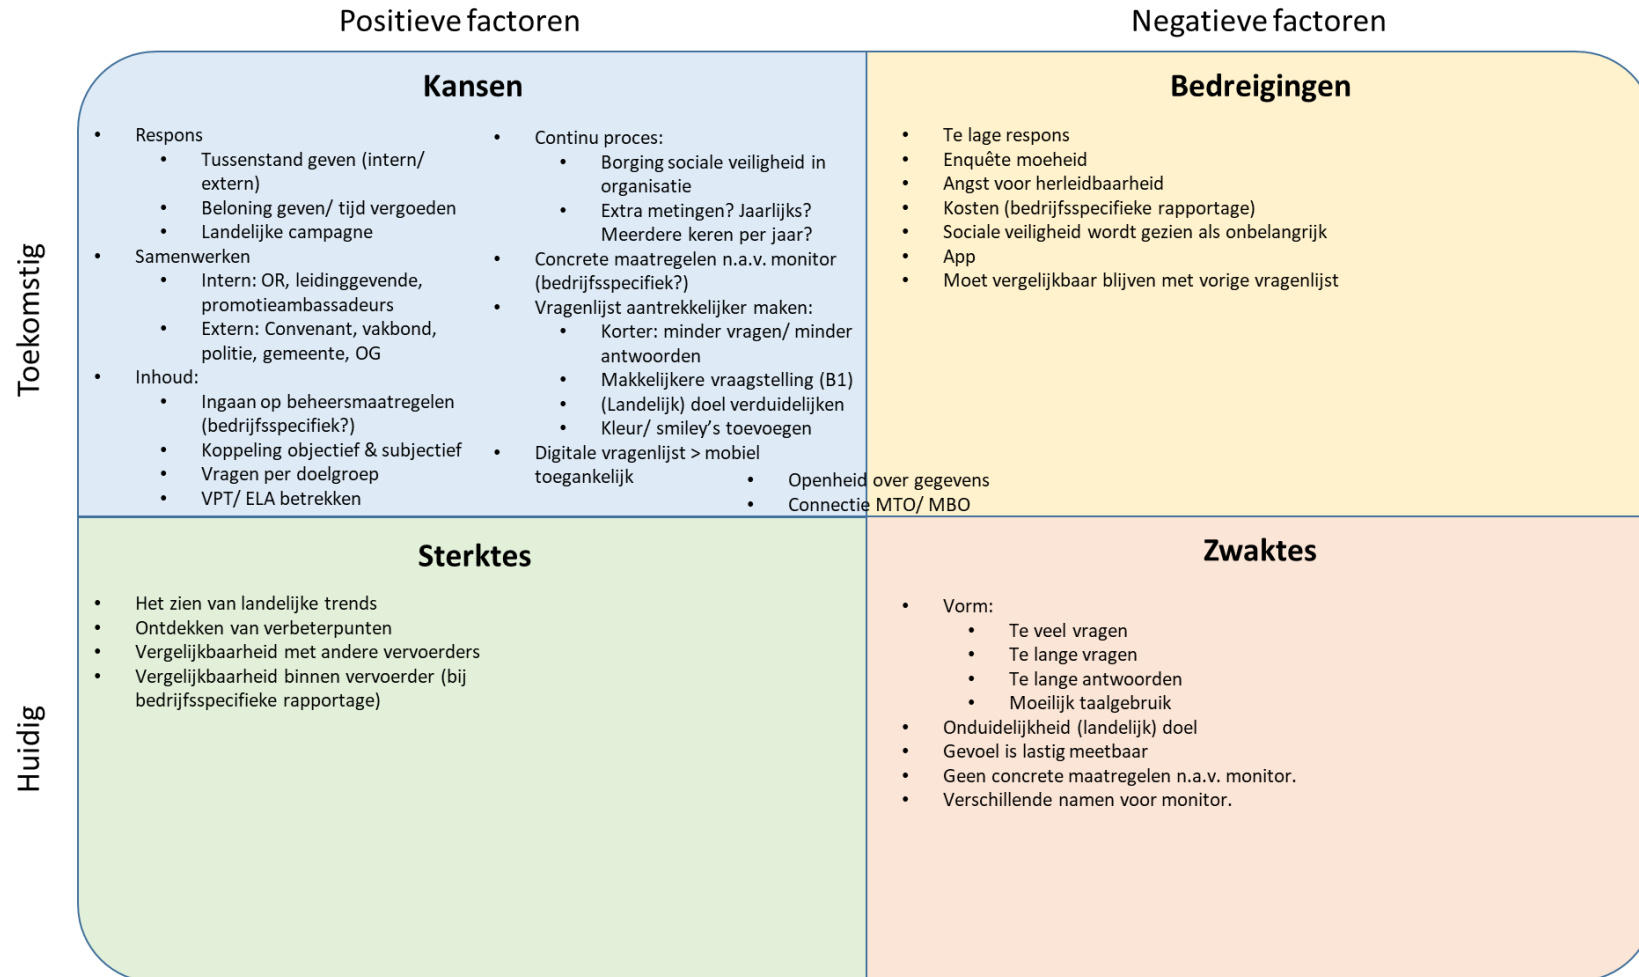 Positieve factoren
Negatieve factoren
Toekomstig
Kansen
• Respons
• Tussenstand geven (intern/
extern)
• Beloning geven/ tijd vergoeden
• Landelijke campagne
• Samenwerken
• Intern: OR, leidinggevende,
promotieambassadeurs
• Extern: Convenant, vakbond,
politie, gemeente, OG
• Inhoud:
• Ingaan op beheersmaatregelen
(bedrijfsspecifiek?)
• Koppeling objectief & subjectief
• Vragen per doelgroep
• VPT/ ELA betrekken
• Continu proces:
• Borging sociale veiligheid in
organisatie
• Extra metingen? Jaarlijks?
Meerdere keren per jaar?
• Concrete maatregelen n.a.v. monitor
(bedrijfsspecifiek?)
• Vragenlijst aantrekkelijker maken:
• Korter: minder vragen/ minder
antwoorden
• Makkelijkere vraagstelling (B1)
• (Landelijk) doel verduidelijken
• Kleur/ smiley's toevoegen
• Digitale vragenlijst > mobiel
toegankelijk
• Openheid over gegevens
• Connectie MTO/ MBO
Bedreigingen
• Te lage respons
• Enquête moeheid
• Angst voor herleidbaarheid
• Kosten (bedrijfsspecifieke rapportage)
• Sociale veiligheid wordt gezien als onbelangrijk
• App
• Moet vergelijkbaar blijven met vorige vragenlijst
Huidig
Sterktes
• Het zien van landelijke trends
• Ontdekken van verbeterpunten
• Vergelijkbaarheid met andere vervoerders
• Vergelijkbaarheid binnen vervoerder (bij
bedrijfsspecifieke rapportage)
Zwaktes
• Vorm:
• Te veel vragen
• Te lange vragen
• Te lange antwoorden
• Moeilijk taalgebruik
• Onduidelijkheid (landelijk) doel
• Gevoel is lastig meetbaar
• Geen concrete maatregelen n.a.v. monitor.
• Verschillende namen voor monitor.